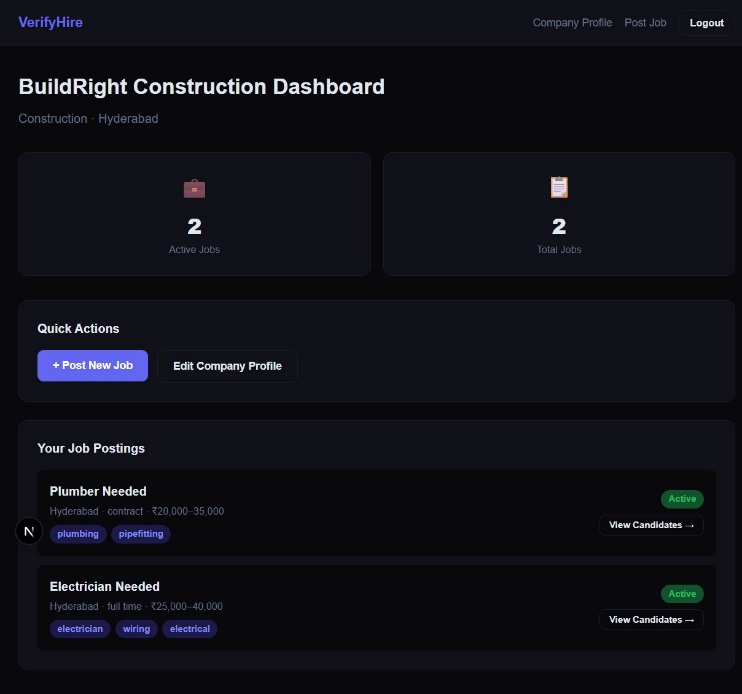 VerifyHire
Company Profile Post Job Logout
BuildRight Construction Dashboard
Construction · Hyderabad
2
Active Jobs
2
Total Jobs
Quick Actions
+ Post New Job
Edit Company Profile
Your Job Postings
Plumber Needed
Hyderabad · contract · ₹20,000–35,000
plumbing pipefitting
Active
View Candidates →
N
Electrician Needed
Hyderabad · full time · ₹25,000–40,000
electrician wiring electrical
Active
View Candidates →